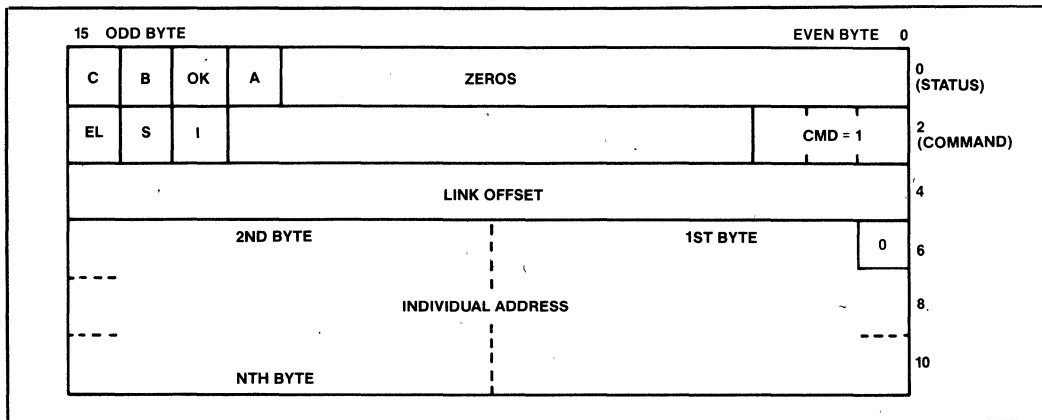 15 ODD BYTE EVEN BYTE 0
C B OK A ZEROS 0
(STATUS)
EL S I CMD = 1 2
(COMMAND)
LINK OFFSET 4
2ND BYTE 1ST BYTE 0 6
INDIVIDUAL ADDRESS 8
NTH BYTE 10